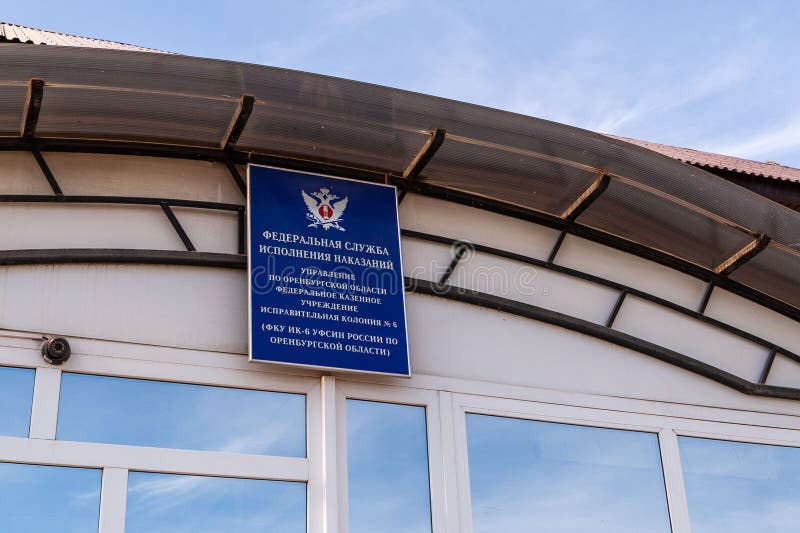 ФЕДЕРАЛЬНАЯ СЛУЖБА
ИСПОЛНЕНИЯ НАКАЗАНИЙ
УПРАВЛЕНИЕ
ПО ОРЕНБУРГСКОЙ ОБЛАСТИ
ФЕДЕРАЛЬНОЕ КАЗЕННОЕ
УЧРЕЖДЕНИЕ
ИСПРАВИТЕЛЬНАЯ КОЛОНИЯ № 6
(ФКУ ИК-6 УФСИН РОССИИ ПО
ОРЕНБУРГСКОЙ ОБЛАСТИ)
dreamstime